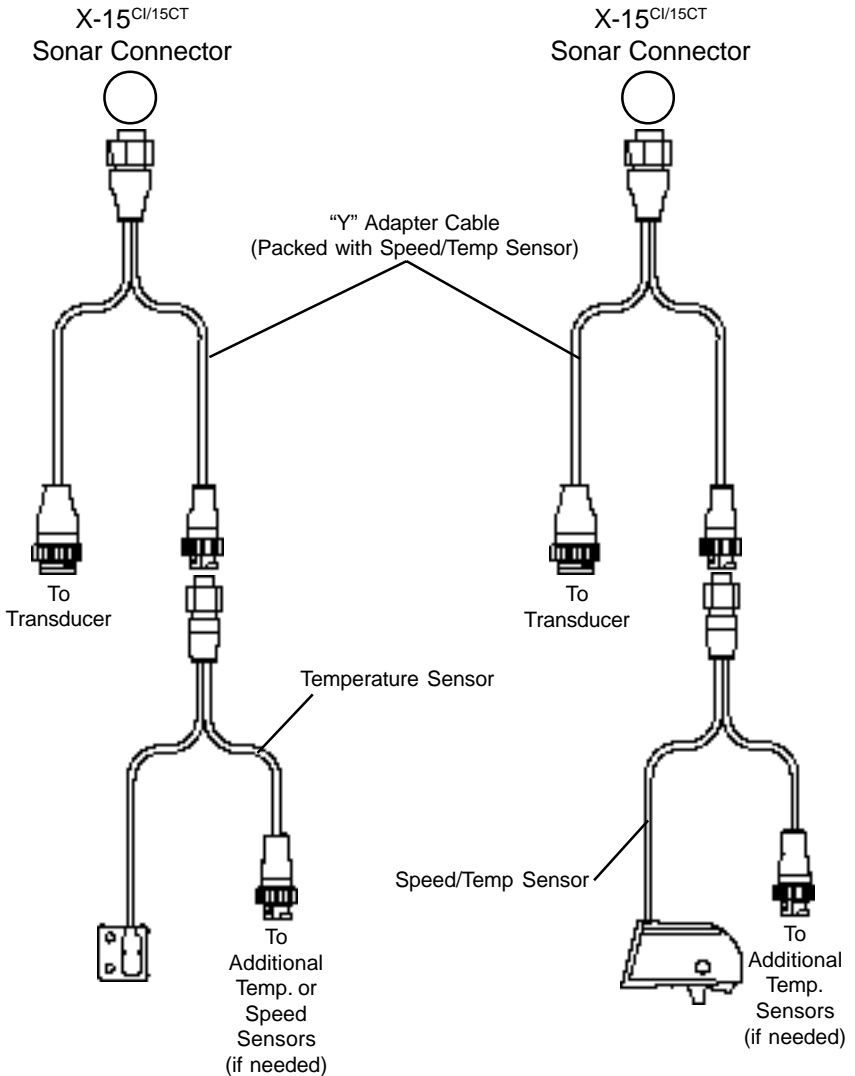 X-15CI/15CT
Sonar Connector
X-15CI/15CT
Sonar Connector
“Y” Adapter Cable
(Packed with Speed/Temp Sensor)
To
Transducer
To
Transducer
Temperature Sensor
Speed/Temp Sensor
To
Additional
Temp. or
Speed
Sensors
(if needed)
To
Additional
Temp.
Sensors
(if needed)